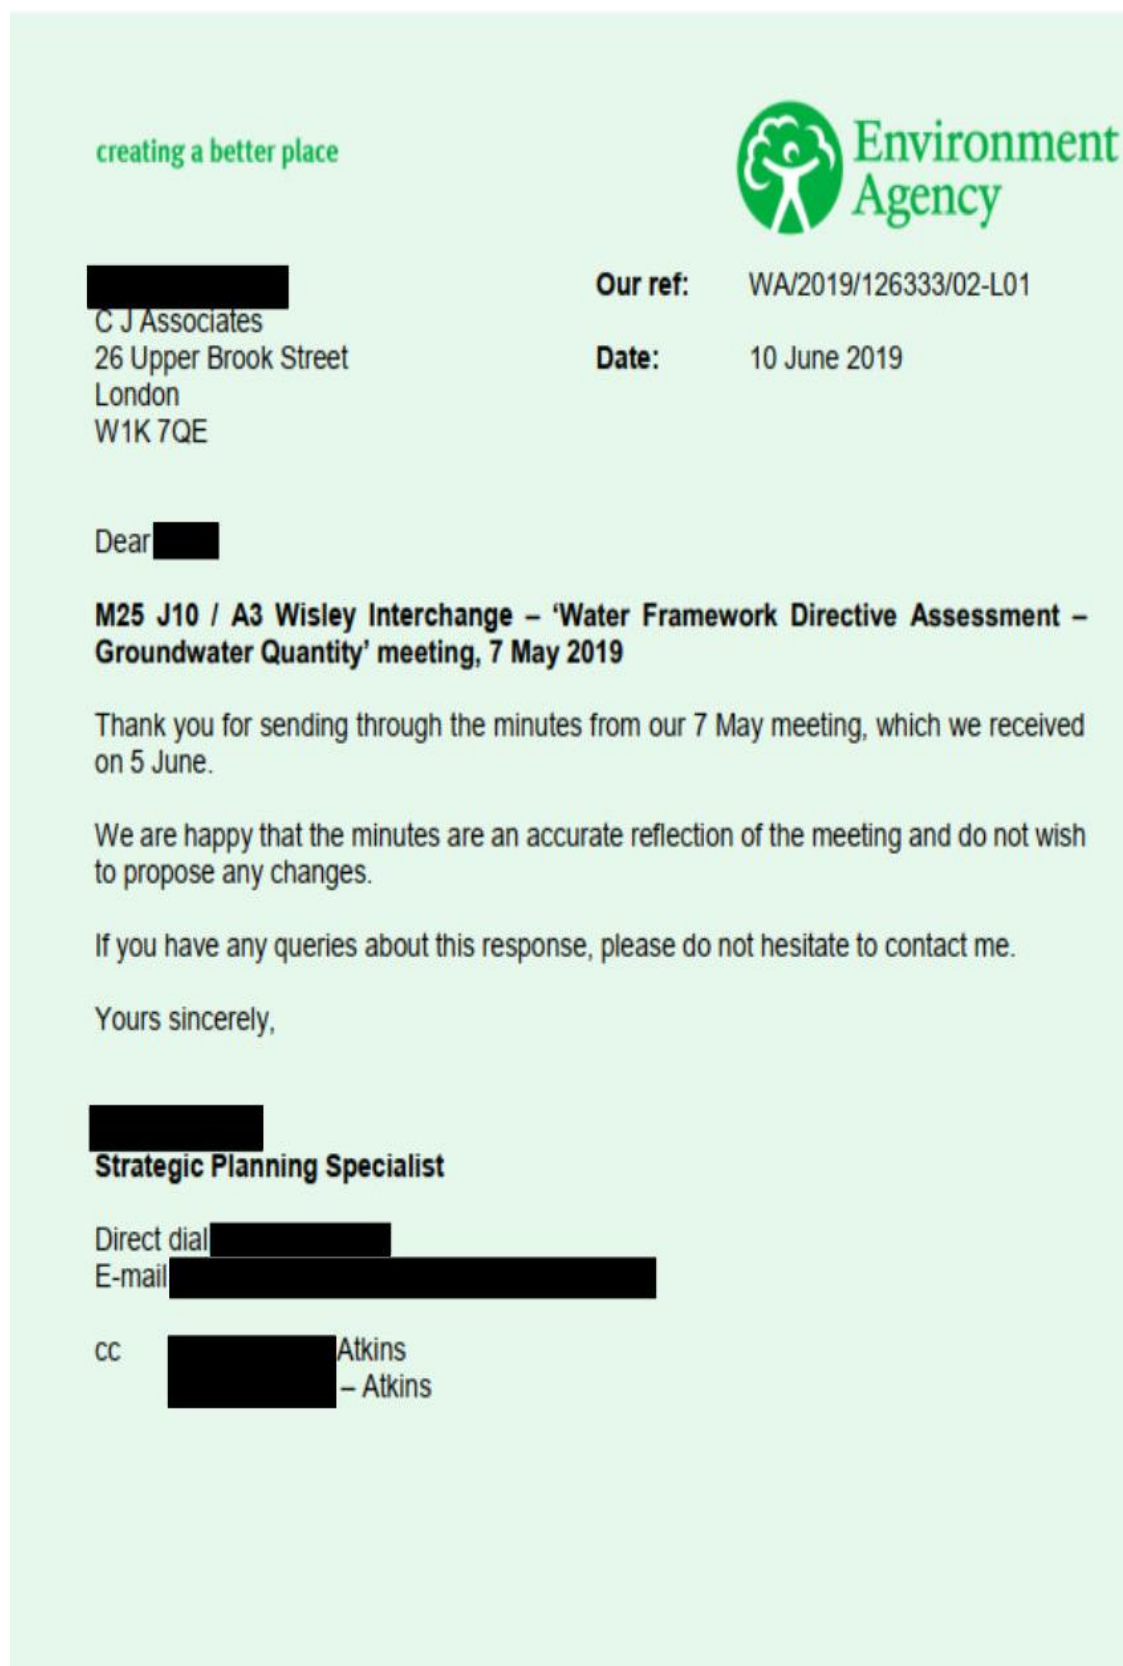 creating a better place
Environment
Agency
C J Associates
26 Upper Brook Street
London
W1K 7QE
Our ref: WA/2019/126333/02-L01
Date: 10 June 2019
Dear
M25 J10 / A3 Wisley Interchange – ‘Water Framework Directive Assessment –
Groundwater Quantity’ meeting, 7 May 2019
Thank you for sending through the minutes from our 7 May meeting, which we received
on 5 June.
We are happy that the minutes are an accurate reflection of the meeting and do not wish
to propose any changes.
If you have any queries about this response, please do not hesitate to contact me.
Yours sincerely,
Strategic Planning Specialist
Direct dial
E-mail
cc Atkins
– Atkins